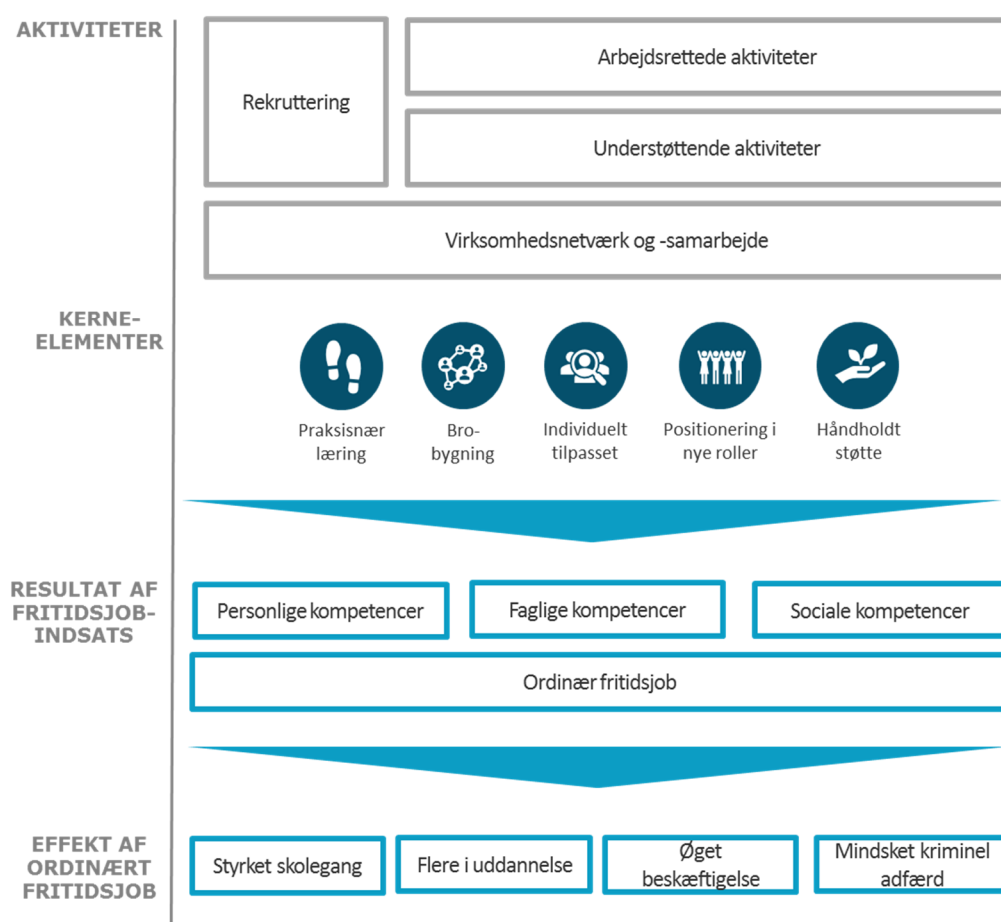 AKTIVITETER
Rekruttering
Arbejdsrettede aktiviteter
Understøttende aktiviteter
Virksomhedsnetværk og -samarbejde
KERNE-
ELEMENTER
Praksisnær
læring
Bro-
bygning
Individuelt
tilpasset
Positionering i
nye roller
Håndholdt
støtte
RESULTAT AF
FRITIDSJOB-
INDSATS
Personlige kompetencer
Faglige kompetencer
Sociale kompetencer
Ordinær fritidsjob
EFFEKT AF
ORDINÆRT
FRITIDSJOB
Styrket skolegang
Flere i uddannelse
Øget
beskæftigelse
Mindsket kriminel
adfærd